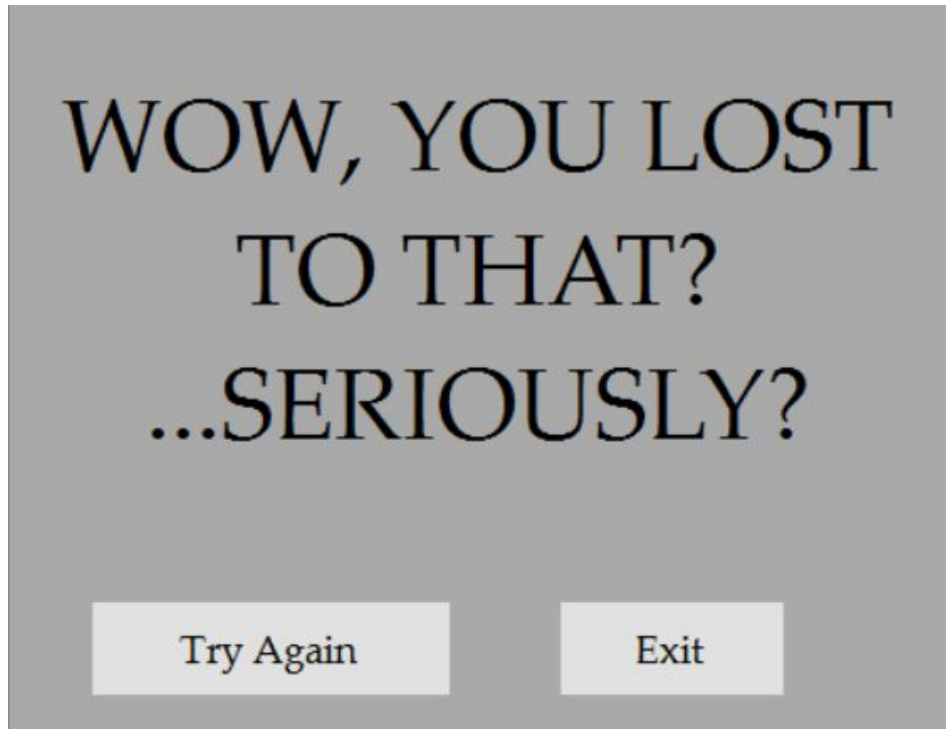 WOW, YOU LOST
TO THAT?
...SERIOUSLY?
Try Again
Exit